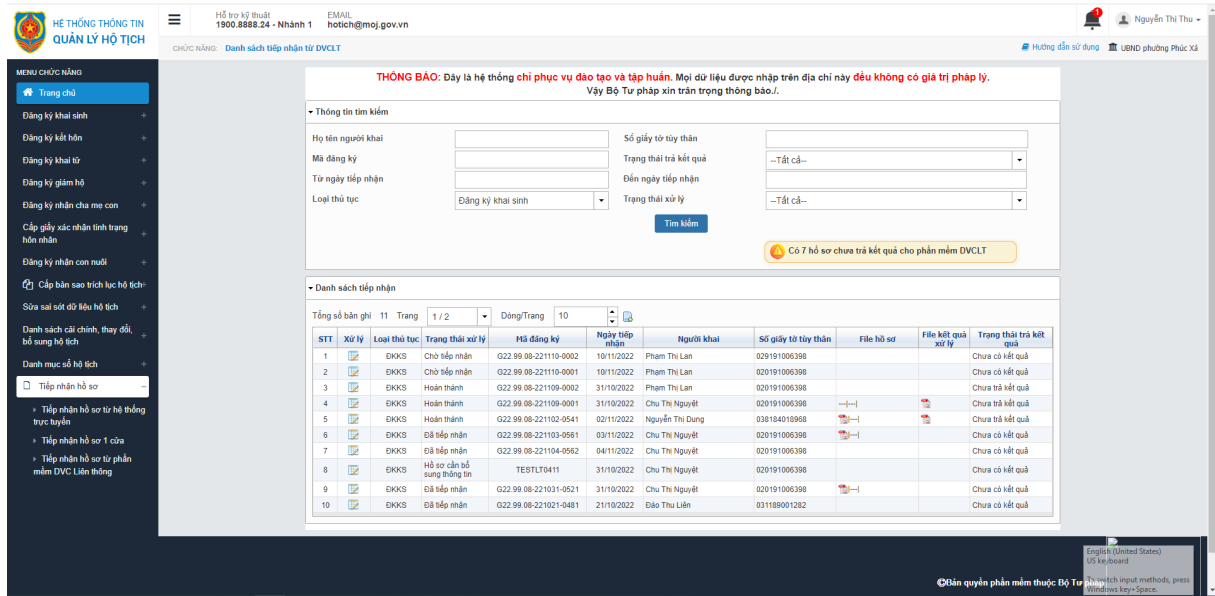 HỆ THỐNG THÔNG TIN
QUẢN LÝ HỘ TỊCH
Hỗ trợ kỹ thuật
1900.8888.24 - Nhánh 1
EMAIL
hotich@moj.gov.vn
1
Nguyễn Thị Thu
CHỨC NĂNG: Danh sách tiếp nhận từ DVCLT
Hướng dẫn sử dụng
UBND phường Phúc Xá
MENU CHỨC NĂNG
Trang chủ
Đăng ký khai sinh
Đăng ký kết hôn
Đăng ký khai tử
Đăng ký giám hộ
Đăng ký nhận cha mẹ con
Cấp giấy xác nhận tình trạng
hôn nhân
Đăng ký nhận con nuôi
Cấp bản sao trích lục hộ tịch
Sửa sai sót dữ liệu hộ tịch
Danh sách cải chính, thay đổi,
bổ sung hộ tịch
Danh mục sổ hộ tịch
Tiếp nhận hồ sơ
Tiếp nhận hồ sơ từ hệ thống
trực tuyến
Tiếp nhận hồ sơ 1 cửa
Tiếp nhận hồ sơ từ phần
mềm DVC Liên thông
THÔNG BÁO: Đây là hệ thống chỉ phục vụ đào tạo và tập huấn. Mọi dữ liệu được nhập trên địa chỉ này đều không có giá trị pháp lý.
Vậy Bộ Tư pháp xin trân trọng thông báo./.
Thông tin tìm kiếm
Họ tên người khai
Số giấy tờ tùy thân
Mã đăng ký
Trạng thái trả kết quả --Tất cả--
Từ ngày tiếp nhận
Đến ngày tiếp nhận
Loại thủ tục Đăng ký khai sinh
Trạng thái xử lý --Tất cả--
Tìm kiếm
Có 7 hồ sơ chưa trả kết quả cho phần mềm DVCLT
Danh sách tiếp nhận
Tổng số bản ghi 11 Trang 1 / 2 Dòng/Trang 10
STT Xử lý Loại thủ tục Trạng thái xử lý Mã đăng ký Ngày tiếp nhận Người khai Số giấy tờ tùy thân File hồ sơ File kết quả xử lý Trạng thái trả kết quả
1 ĐKKS Chờ tiếp nhận G22.99.08-221110-0002 10/11/2022 Phạm Thị Lan 029191006398 Chưa có kết quả
2 ĐKKS Chờ tiếp nhận G22.99.08-221110-0001 10/11/2022 Phạm Thị Lan 020191006398 Chưa có kết quả
3 ĐKKS Hoàn thành G22.99.08-221109-0002 31/10/2022 Phạm Thị Lan 020191006398 Chưa trả kết quả
4 ĐKKS Hoàn thành G22.99.08-221109-0001 31/10/2022 Chu Thị Nguyệt 020191006398 ---|---| Chưa trả kết quả
5 ĐKKS Hoàn thành G22.99.08-221102-0541 02/11/2022 Nguyễn Thị Dung 038184018968 |---| Chưa trả kết quả
6 ĐKKS Đã tiếp nhận G22.99.08-221103-0561 03/11/2022 Chu Thị Nguyệt 020191006398 |---| Chưa có kết quả
7 ĐKKS Đã tiếp nhận G22.99.08-221104-0562 04/11/2022 Chu Thị Nguyệt 020191006398 Chưa có kết quả
8 ĐKKS Hồ sơ cần bổ sung thông tin TESTLT0411 31/10/2022 Chu Thị Nguyệt 020191006398 Chưa có kết quả
9 ĐKKS Đã tiếp nhận G22.99.08-221031-0521 31/10/2022 Chu Thị Nguyệt 020191006398 |---| Chưa có kết quả
10 ĐKKS Đã tiếp nhận G22.99.08-221021-0481 21/10/2022 Đào Thu Liên 031189001282 Chưa có kết quả
English (United States)
US keyboard
To switch input methods, press
Windows key+Space.
©Bản quyền phần mềm thuộc Bộ Tư pháp